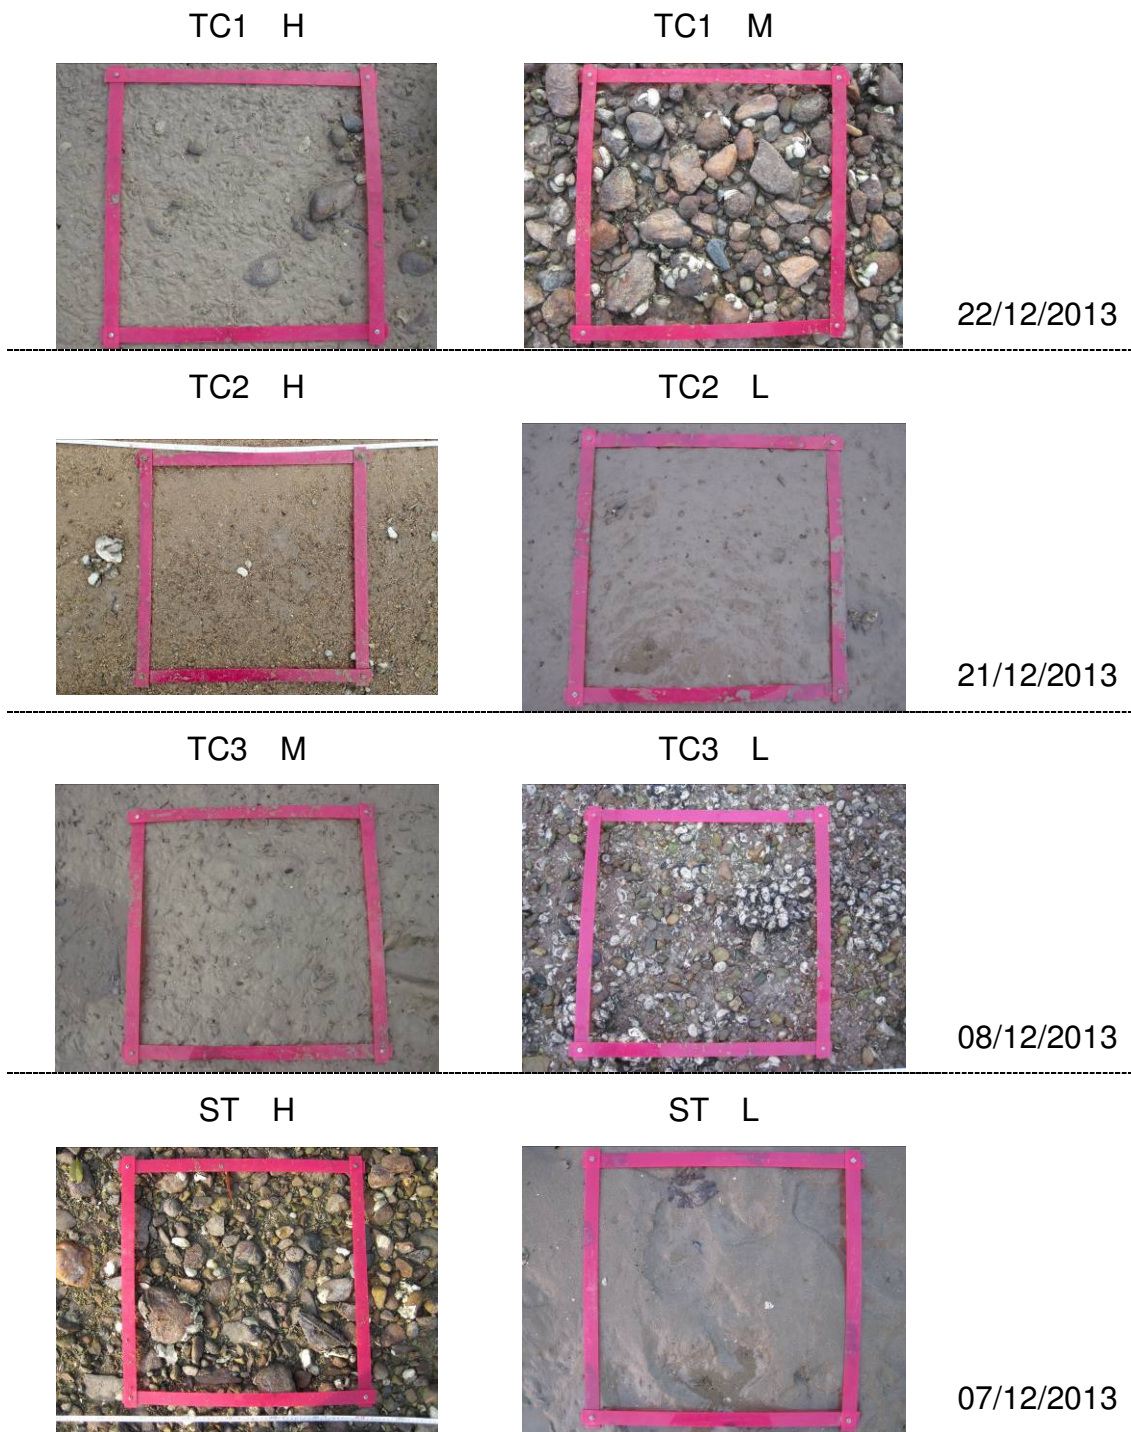 TC1 H
TC1 M
22/12/2013
TC2 H
TC2 L
21/12/2013
TC3 M
TC3 L
08/12/2013
ST H
ST L
07/12/2013